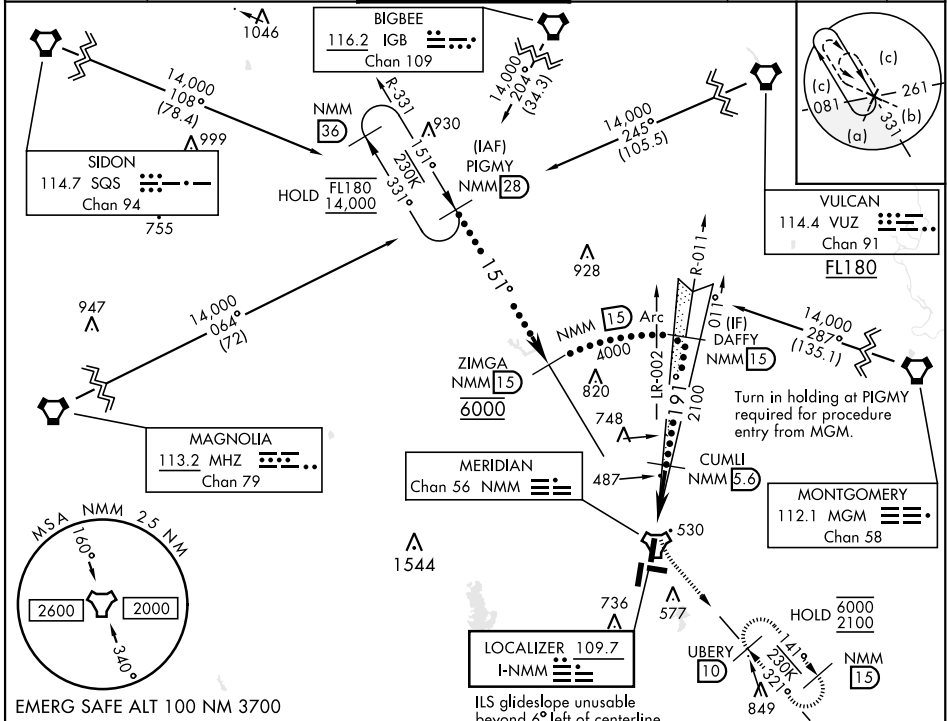 1046
BIGBEE
116.2 IGB
Chan 109
14,000
108°
(78.4)
999
SIDON
114.7 SQS
Chan 94
755
NMM
36
R-331
930
151°
230K
331°
HOLD FL180
14,000
14,000
204°
(34.3)
(IAF)
PIGMY
NMM 28
14,000
245°
(105.5)
(c)
(c)
081
261
(b)
(a)
331
VULCAN
114.4 VUZ
Chan 91
FL180
947
14,000
064°
(72)
151°
928
R-011
011°
NMM 15 Arc
4000
LR-002
(IF)
DAFFY
NMM 15
14,000
287°
(135.1)
ZIMGA
NMM 15
6000
820
191°
2100
748
Turn in holding at PIGMY
required for procedure
entry from MGM.
MAGNOLIA
113.2 MHZ
Chan 79
MERIDIAN
Chan 56 NMM
487
CUMLI
NMM 5.6
MONTGOMERY
112.1 MGM
Chan 58
MSA NMM 25 NM
160°
2600
2000
340°
1544
530
736
577
LOCALIZER 109.7
I-NMM
HOLD 6000
2100
UBERY
10
141°
230K
321°
NMM
15
849
EMERG SAFE ALT 100 NM 3700
ILS glideslope unusable
beyond 6° left of centerline